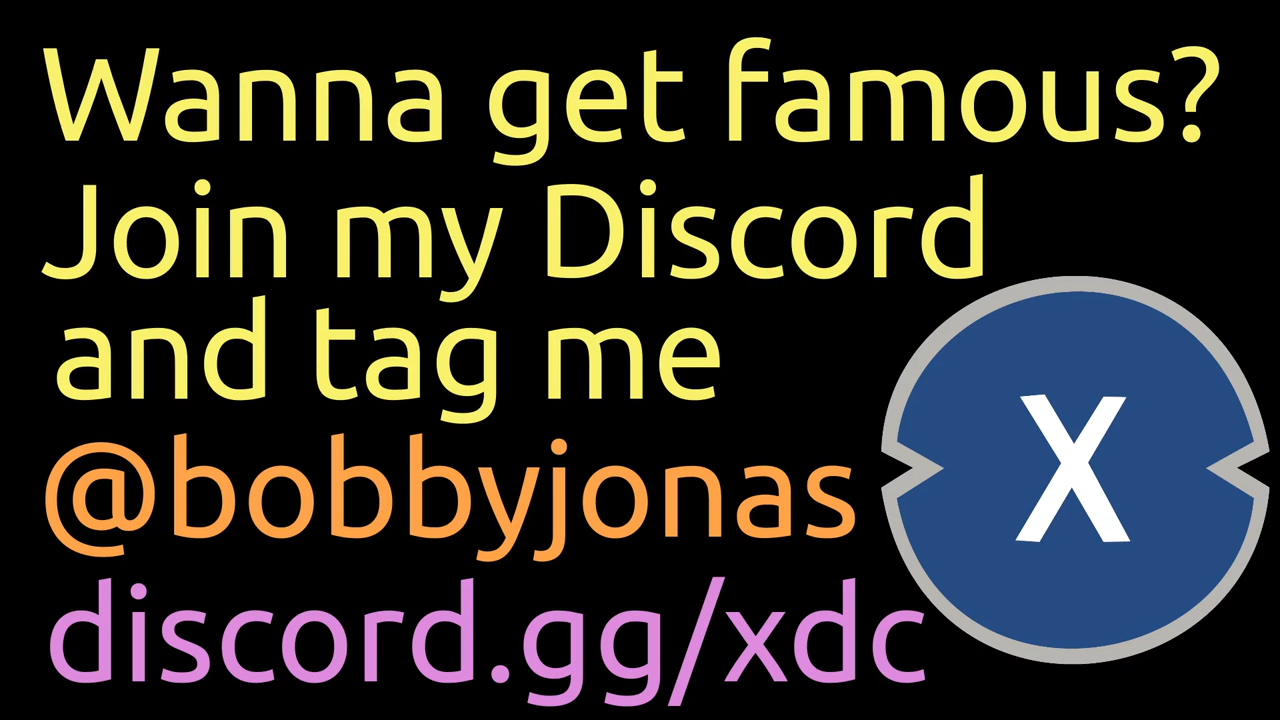 Wanna get famous?
Join my Discord
and tag me
@bobbyjonas
discord.gg/xdc
X